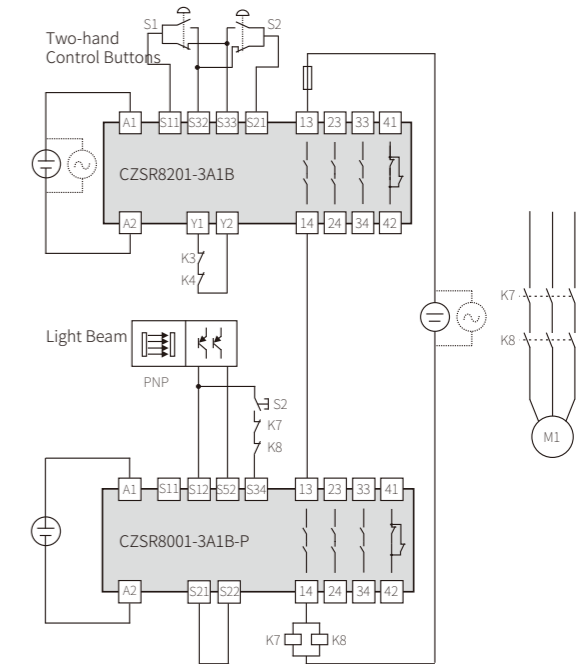 S1
S2
Two-hand
Control Buttons
A1 S11 S32 S33 S21 13 23 33 41
CZSR8201-3A1B
A2 Y1 Y2 14 24 34 42
K3
K4
K7
K8
M1
Light Beam
PNP
S2
K7
K8
A1 S11 S12 S52 S34 13 23 33 41
CZSR8001-3A1B-P
A2 S21 S22 14 24 34 42
K7 K8